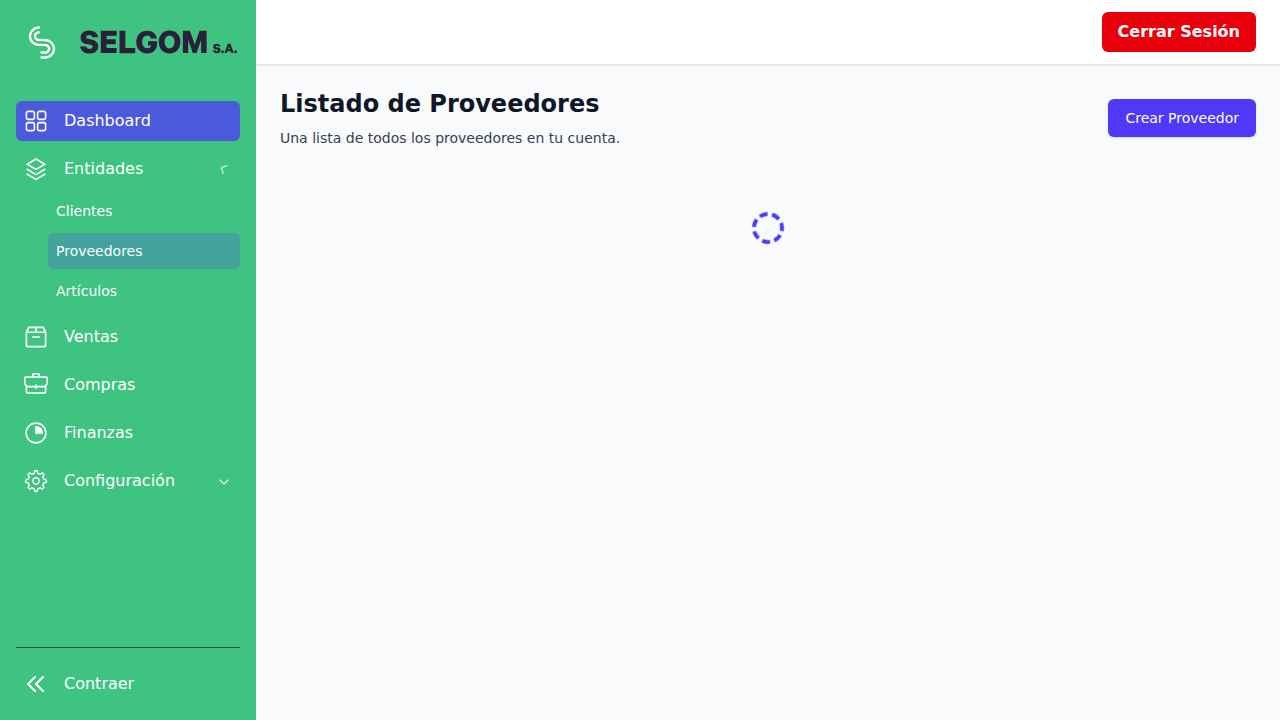 SELGOM S.A.
Cerrar Sesión
Dashboard
Entidades
Clientes
Proveedores
Artículos
Ventas
Compras
Finanzas
Configuración
Contraer
Listado de Proveedores
Una lista de todos los proveedores en tu cuenta.
Crear Proveedor